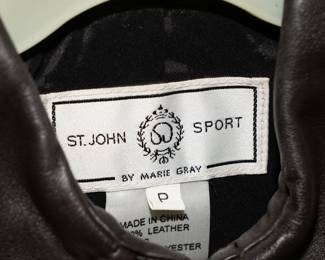 ST. JOHN SPORT
BY MARIE GRAY
P
MADE IN CHINA
% LEATHER